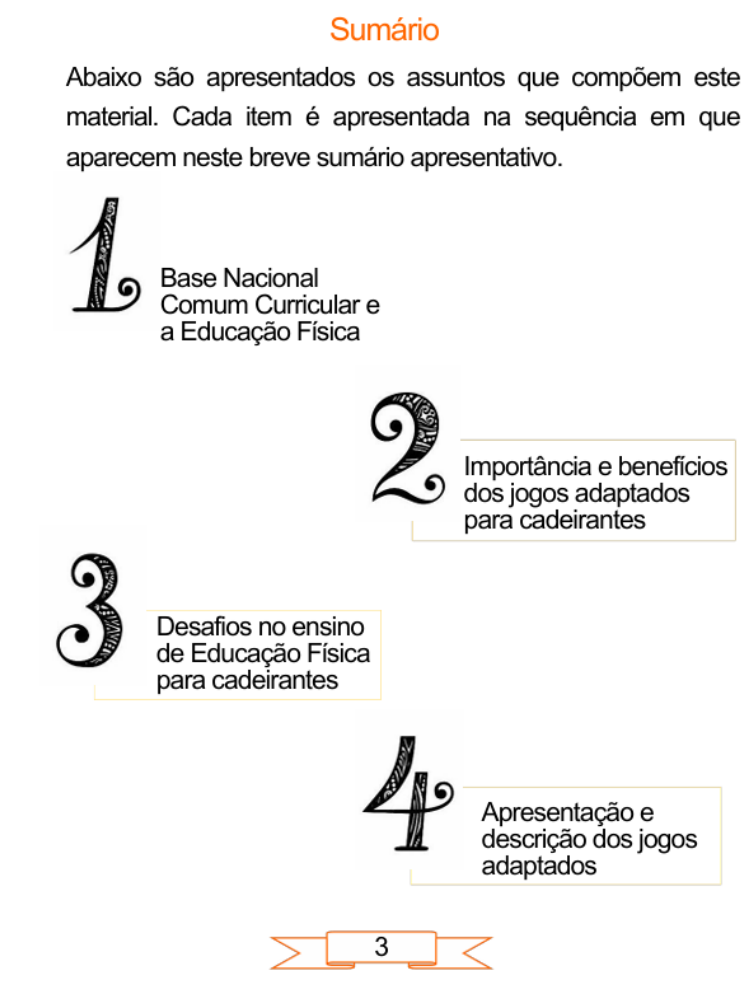 Sumário
Abaixo são apresentados os assuntos que compõem este
material. Cada item é apresentada na sequência em que
aparecem neste breve sumário apresentativo.
1
Base Nacional
Comum Curricular e
a Educação Física
2
Importância e benefícios
dos jogos adaptados
para cadeirantes
3
Desafios no ensino
de Educação Física
para cadeirantes
4
Apresentação e
descrição dos jogos
adaptados
3